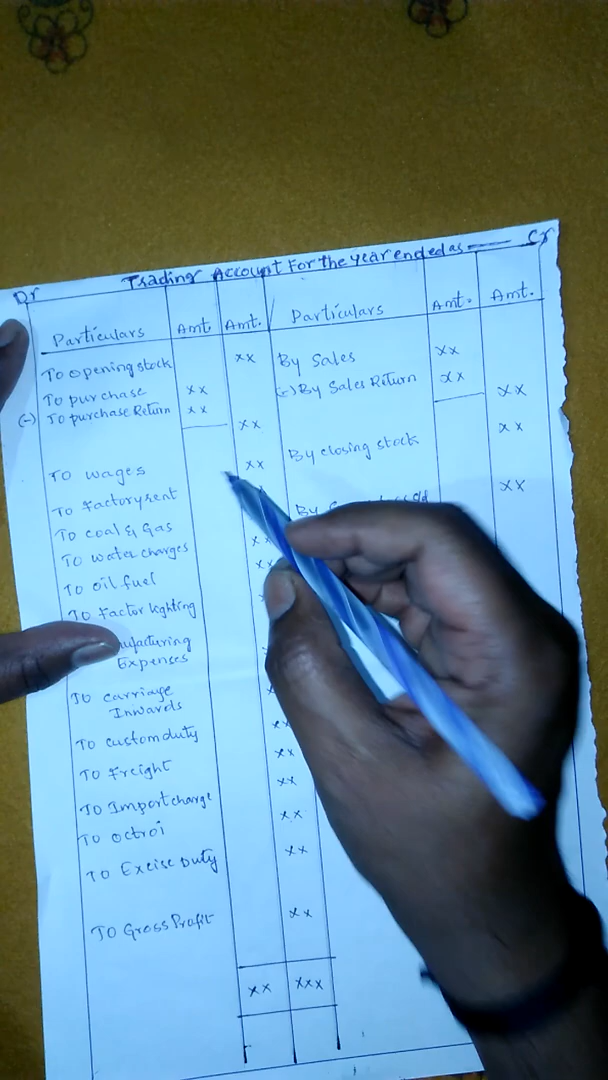 Dr Trading Account For the year ended as Cr
Particulars Amt. Amt. Particulars Amt. Amt.
To opening stock xx By Sales xx
To purchase xx (-) By Sales Return xx xx
(-) To purchase Return xx xx
By closing stock xx
To wages xx
To Factory rent By xx
To coal & Gas x
To water charges xx
To oil fuel
To Factor lighting
ufacturing
Expenses
To carriage
Inwards x
To custom duty xx
To Freight xx
To Import charge xx
To octroi xx
To Excise Duty xx
To Gross Profit xx
xx xxx